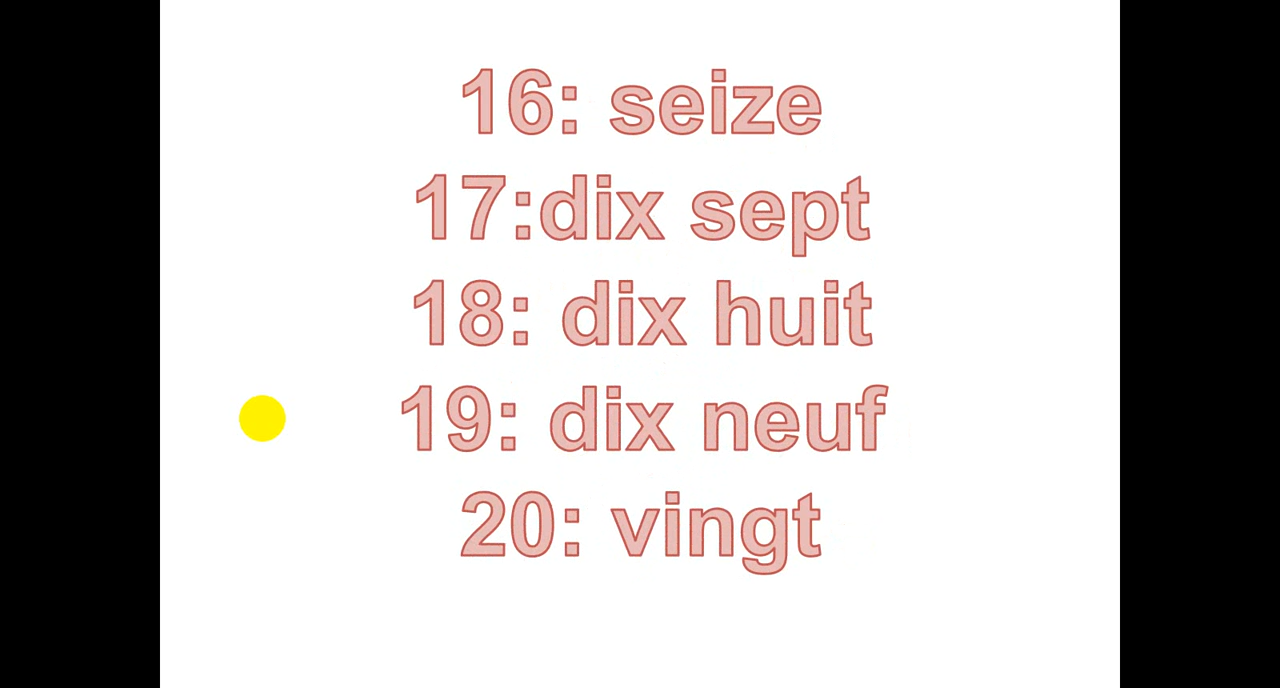 16: seize
17:dix sept
18: dix huit
19: dix neuf
20: vingt